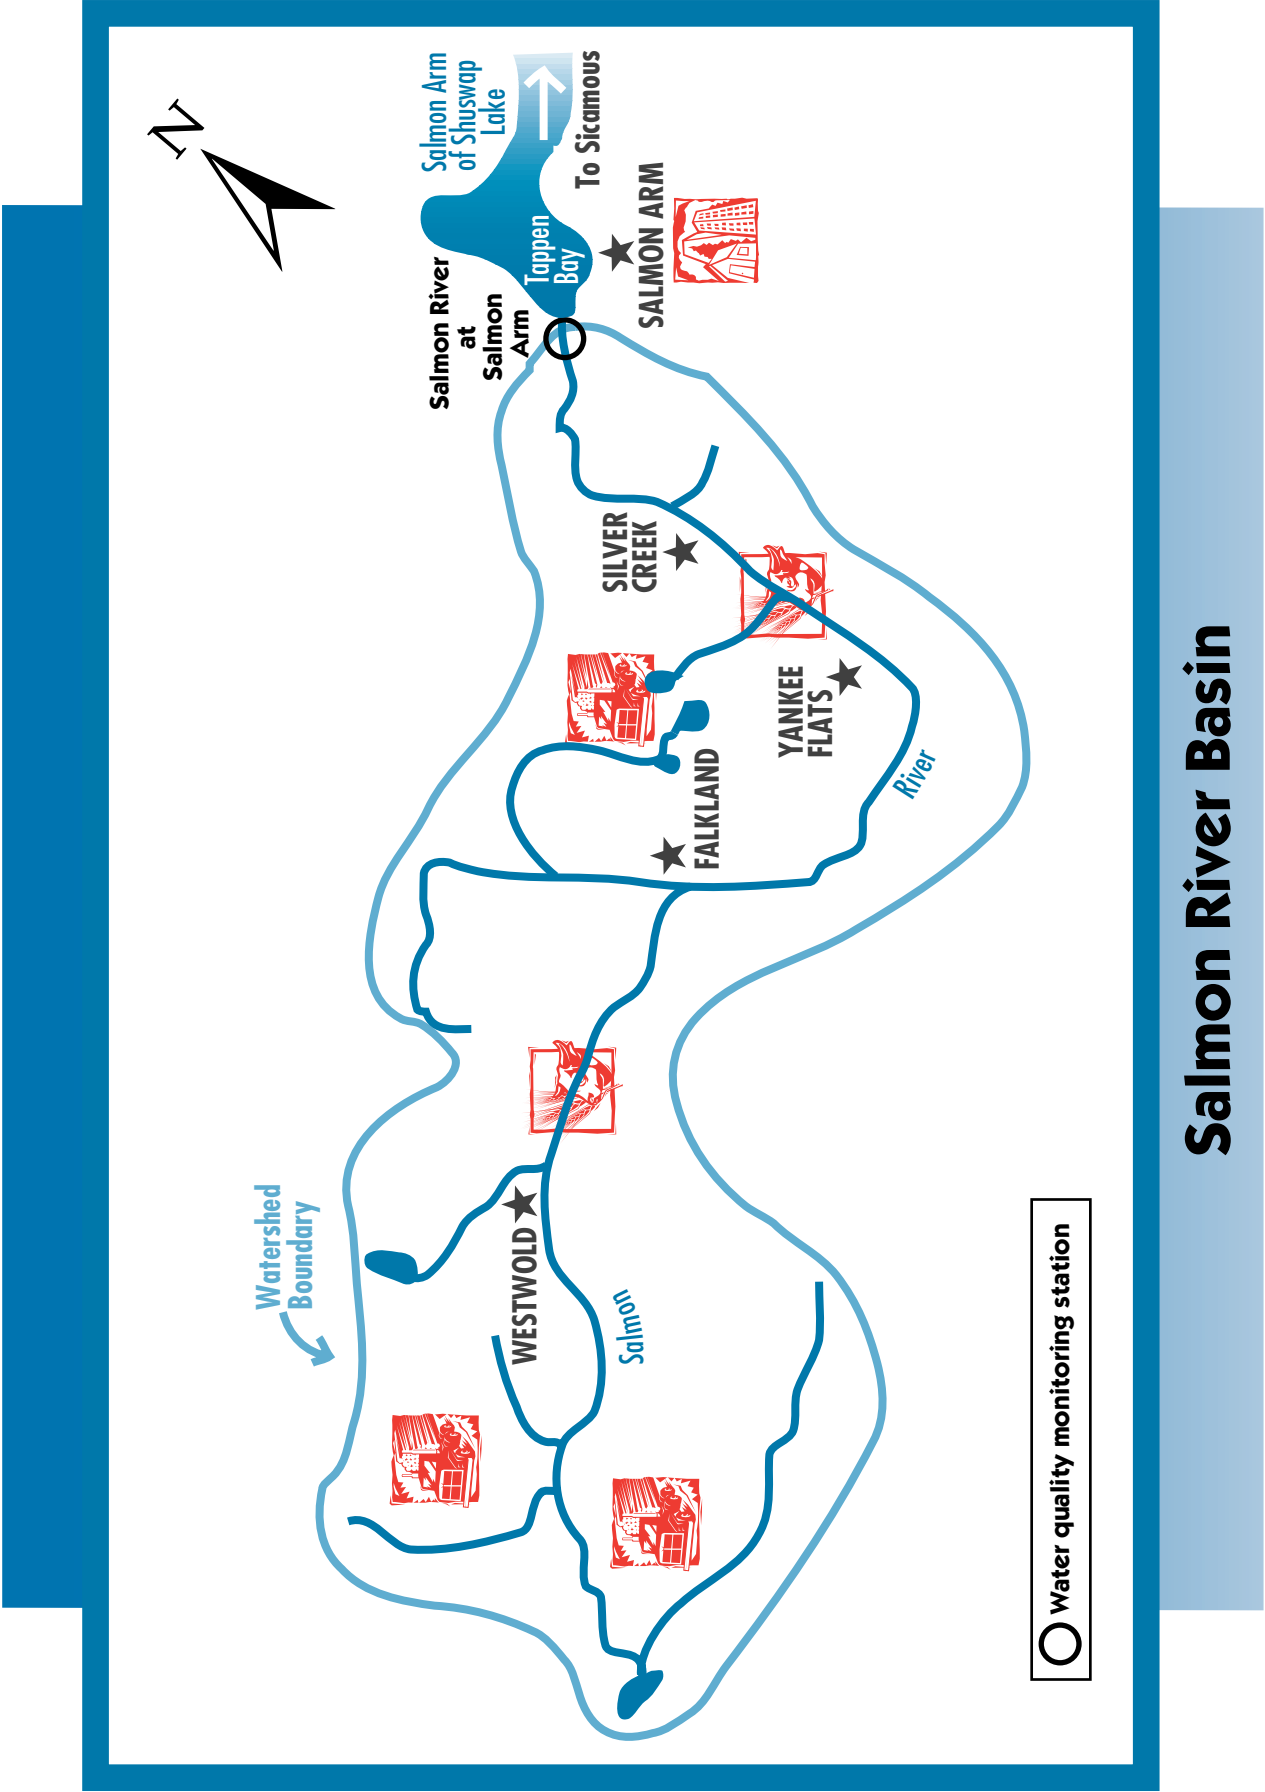 N
Salmon Arm
of Shuswap
Lake
To Sicamous
Tappen
Bay
SALMON ARM
Salmon River
at
Salmon
Arm
SILVER
CREEK
YANKEE
FLATS
River
FALKLAND
Watershed
Boundary
WESTWOLD
Salmon
Water quality monitoring station
Salmon River Basin